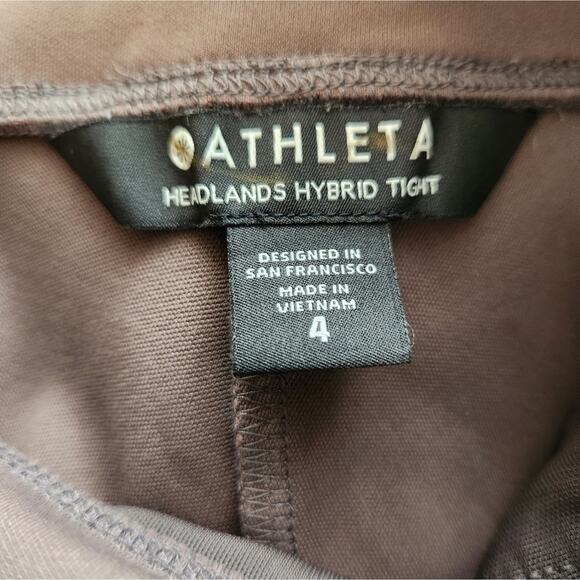 ATHLETA
HEADLANDS HYBRID TIGHT
DESIGNED IN
SAN FRANCISCO
MADE IN
VIETNAM
4